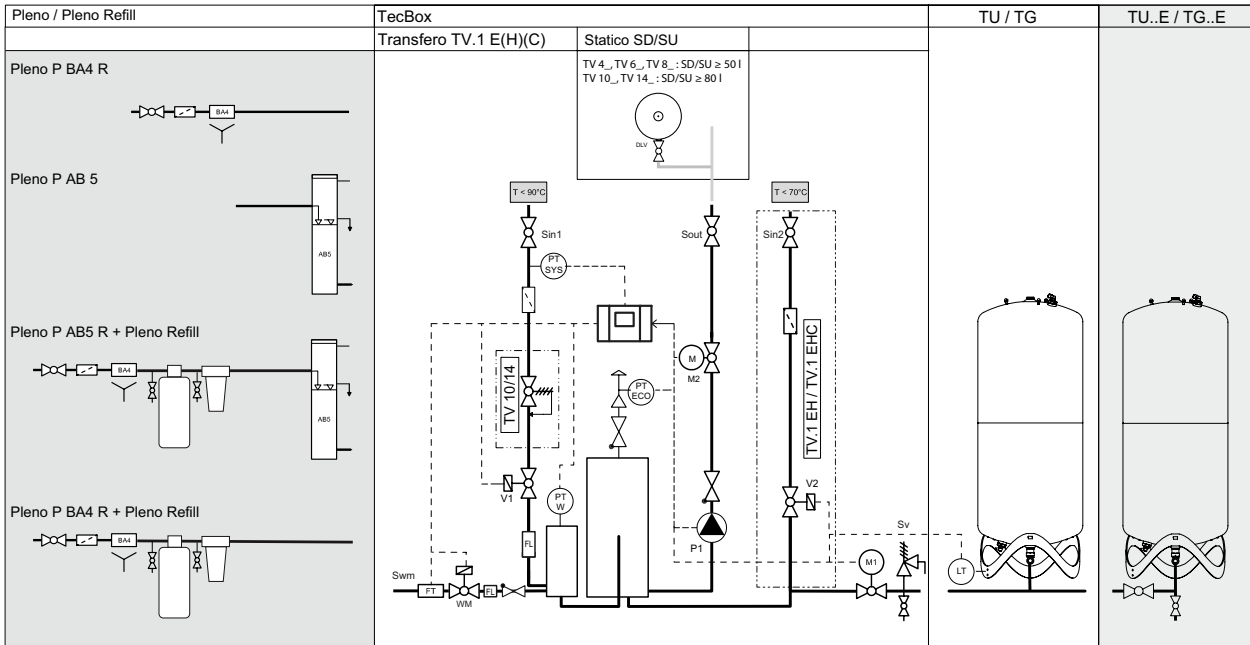 Pleno / Pleno Refill
TecBox
TU / TG
TU..E / TG..E
Transfero TV.1 E(H)(C)
Statico SD/SU
Pleno P BA4 R
BA4
Pleno P AB 5
AB5
Pleno P AB5 R + Pleno Refill
BA4
AB5
Pleno P BA4 R + Pleno Refill
BA4
TV 4_, TV 6_, TV 8_ : SD/SU ≥ 50 l
TV 10_, TV 14_ : SD/SU ≥ 80 l
DLV
T < 90°C
T < 70°C
Sin1
Sout
Sin2
PT
SYS
M
M2
PT
ECO
TV 10/14
TV.1 EH / TV.1 EHC
V1
PT
W
V2
FL
P1
Sv
M1
LT
Swm
FT
WM
FL